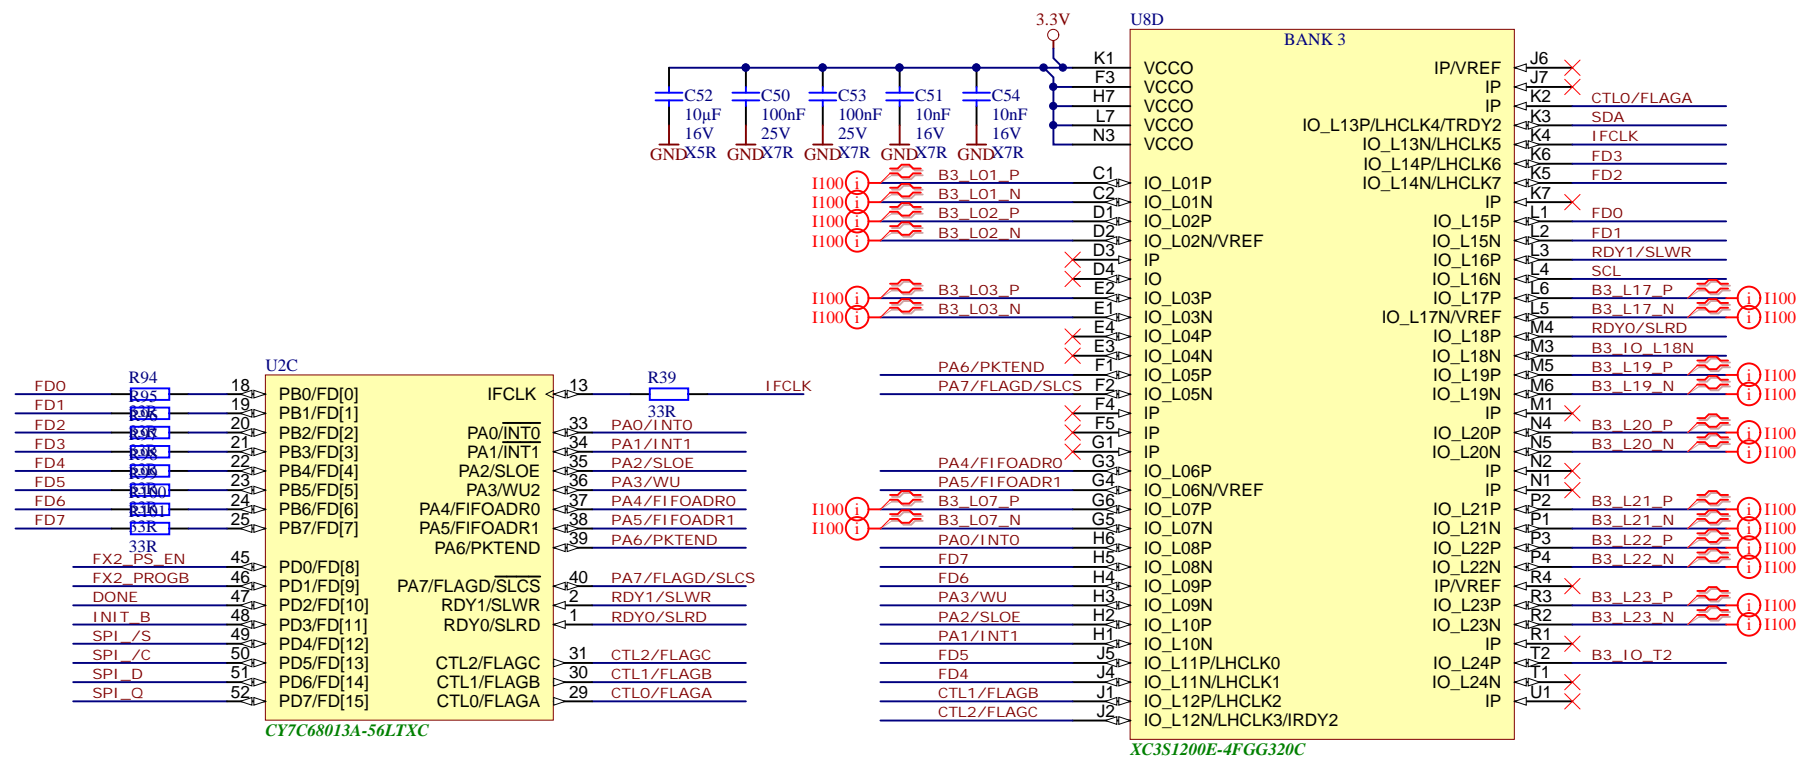 3.3V
C52
10µF
16V
X5R
GND
C50
100nF
25V
X7R
GND
C53
100nF
25V
X7R
GND
C51
10nF
16V
X7R
GND
C54
10nF
16V
X7R
GND
U2C
FD0 R94 18 PB0/FD[0]
FD1 R95 19 PB1/FD[1]
FD2 20 PB2/FD[2]
FD3 21 PB3/FD[3]
FD4 22 PB4/FD[4]
FD5 23 PB5/FD[5]
FD6 24 PB6/FD[6]
FD7 25 PB7/FD[7]
33R
FX2_PS_EN 45 PD0/FD[8]
FX2_PROGB 46 PD1/FD[9]
DONE 47 PD2/FD[10]
INIT_B 48 PD3/FD[11]
SPI_/S 49 PD4/FD[12]
SPI_/C 50 PD5/FD[13]
SPI_D 51 PD6/FD[14]
SPI_Q 52 PD7/FD[15]
IFCLK 13 R39 IFCLK
33R
PA0/INT0 33 PA0/INT0
PA1/INT1 34 PA1/INT1
PA2/SLOE 35 PA2/SLOE
PA3/WU2 36 PA3/WU
PA4/FIFOADR0 37 PA4/FIFOADR0
PA5/FIFOADR1 38 PA5/FIFOADR1
PA6/PKTEND 39 PA6/PKTEND
PA7/FLAGD/SLCS 40 PA7/FLAGD/SLCS
RDY1/SLWR 2 RDY1/SLWR
RDY0/SLRD 1 RDY0/SLRD
CTL2/FLAGC 31 CTL2/FLAGC
CTL1/FLAGB 30 CTL1/FLAGB
CTL0/FLAGA 29 CTL0/FLAGA
CY7C68013A-56LTXC
U8D
BANK 3
K1 VCCO
F3 VCCO
H7 VCCO
L7 VCCO
N3 VCCO
I100 i B3_L01_P C1 IO_L01P
I100 i B3_L01_N C2 IO_L01N
I100 i B3_L02_P D1 IO_L02P
I100 i B3_L02_N D2 IO_L02N/VREF
D3 IP
D4 IO
I100 i B3_L03_P E2 IO_L03P
I100 i B3_L03_N E1 IO_L03N
E4 IO_L04P
E3 IO_L04N
PA6/PKTEND F1 IO_L05P
PA7/FLAGD/SLCS F2 IO_L05N
F4 IP
F5 IP
G1 IP
PA4/FIFOADR0 G3 IO_L06P
PA5/FIFOADR1 G4 IO_L06N/VREF
I100 i B3_L07_P G6 IO_L07P
I100 i B3_L07_N G5 IO_L07N
PA0/INT0 H6 IO_L08P
FD7 H5 IO_L08N
FD6 H4 IO_L09P
PA3/WU H3 IO_L09N
PA2/SLOE H2 IO_L10P
PA1/INT1 H1 IO_L10N
FD5 J5 IO_L11P/LHCLK0
FD4 J4 IO_L11N/LHCLK1
CTL1/FLAGB J1 IO_L12P/LHCLK2
CTL2/FLAGC J2 IO_L12N/LHCLK3/IRDY2
IP/VREF J6
IP J7
IP K2 CTL0/FLAGA
IO_L13P/LHCLK4/TRDY2 K3 SDA
IO_L13N/LHCLK5 K4 IFCLK
IO_L14P/LHCLK6 K6 FD3
IO_L14N/LHCLK7 K5 FD2
IP K7
IO_L15P L1 FD0
IO_L15N L2 FD1
IO_L16P L3 RDY1/SLWR
IO_L16N L4 SCL
IO_L17P L6 B3_L17_P i I100
IO_L17N/VREF L5 B3_L17_N i I100
IO_L18P M4 RDY0/SLRD
IO_L18N M3 B3_IO_L18N
IO_L19P M5 B3_L19_P i I100
IO_L19N M6 B3_L19_N i I100
IP M1
IO_L20P N4 B3_L20_P i I100
IO_L20N N5 B3_L20_N i I100
IP N2
IP N1
IO_L21P P2 B3_L21_P i I100
IO_L21N P1 B3_L21_N i I100
IO_L22P P3 B3_L22_P i I100
IO_L22N P4 B3_L22_N i I100
IP/VREF R4
IO_L23P R3 B3_L23_P i I100
IO_L23N R2 B3_L23_N i I100
IP R1
IO_L24P T2 B3_IO_T2
IO_L24N T1
IP U1
XC3S1200E-4FGG320C